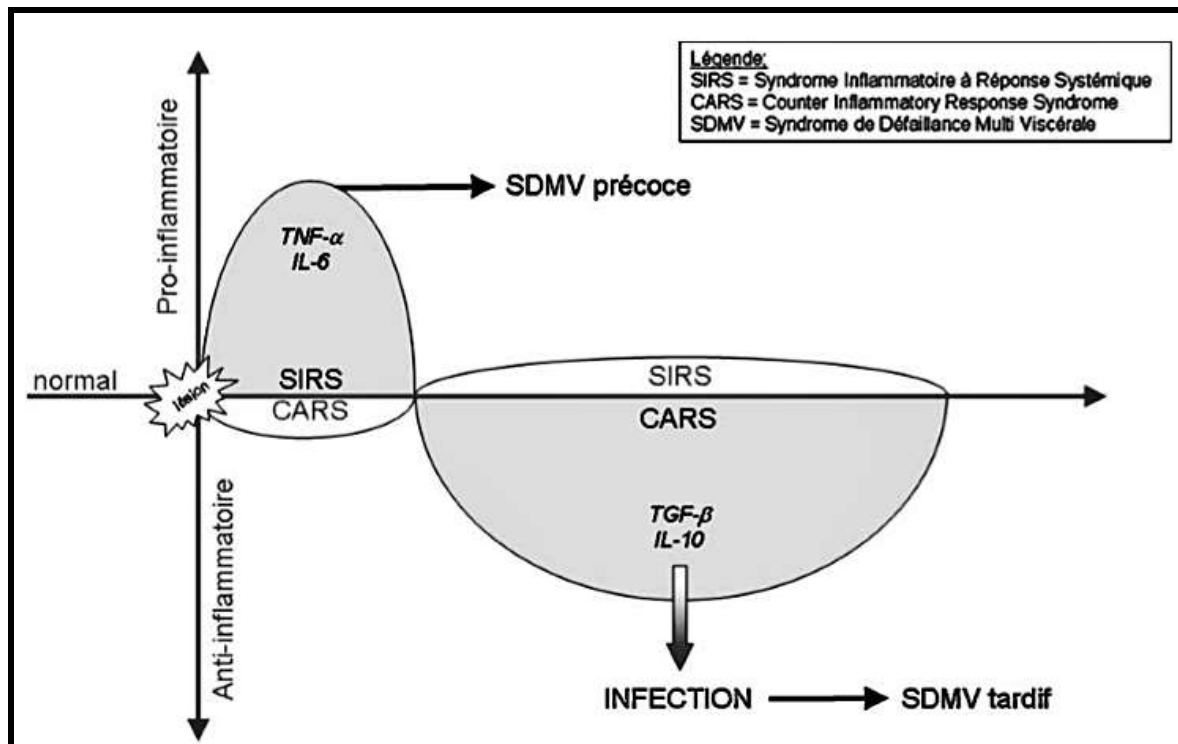 Légende:
SIRS = Syndrome Inflammatoire à Réponse Systémique
CARS = Counter Inflammatory Response Syndrome
SDMV = Syndrome de Défaillance Multi Viscérale
Pro-inflammatoire
SDMV précoce
TNF-α
IL-6
normal
lésion
SIRS
CARS
SIRS
CARS
Anti-inflammatoire
TGF-β
IL-10
INFECTION
SDMV tardif